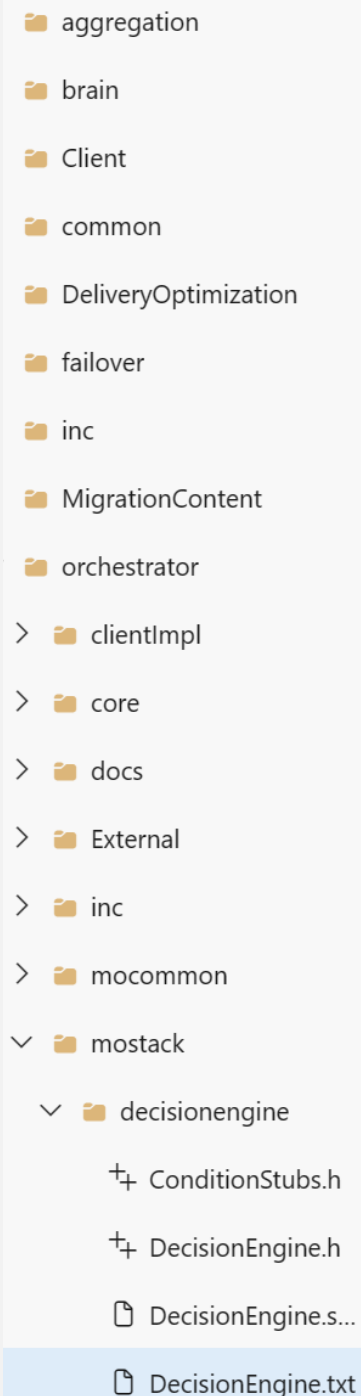 aggregation
brain
Client
common
DeliveryOptimization
failover
inc
MigrationContent
orchestrator
clientImpl
core
docs
External
inc
mocommon
mostack
decisionengine
ConditionStubs.h
DecisionEngine.h
DecisionEngine.s...
DecisionEngine.txt